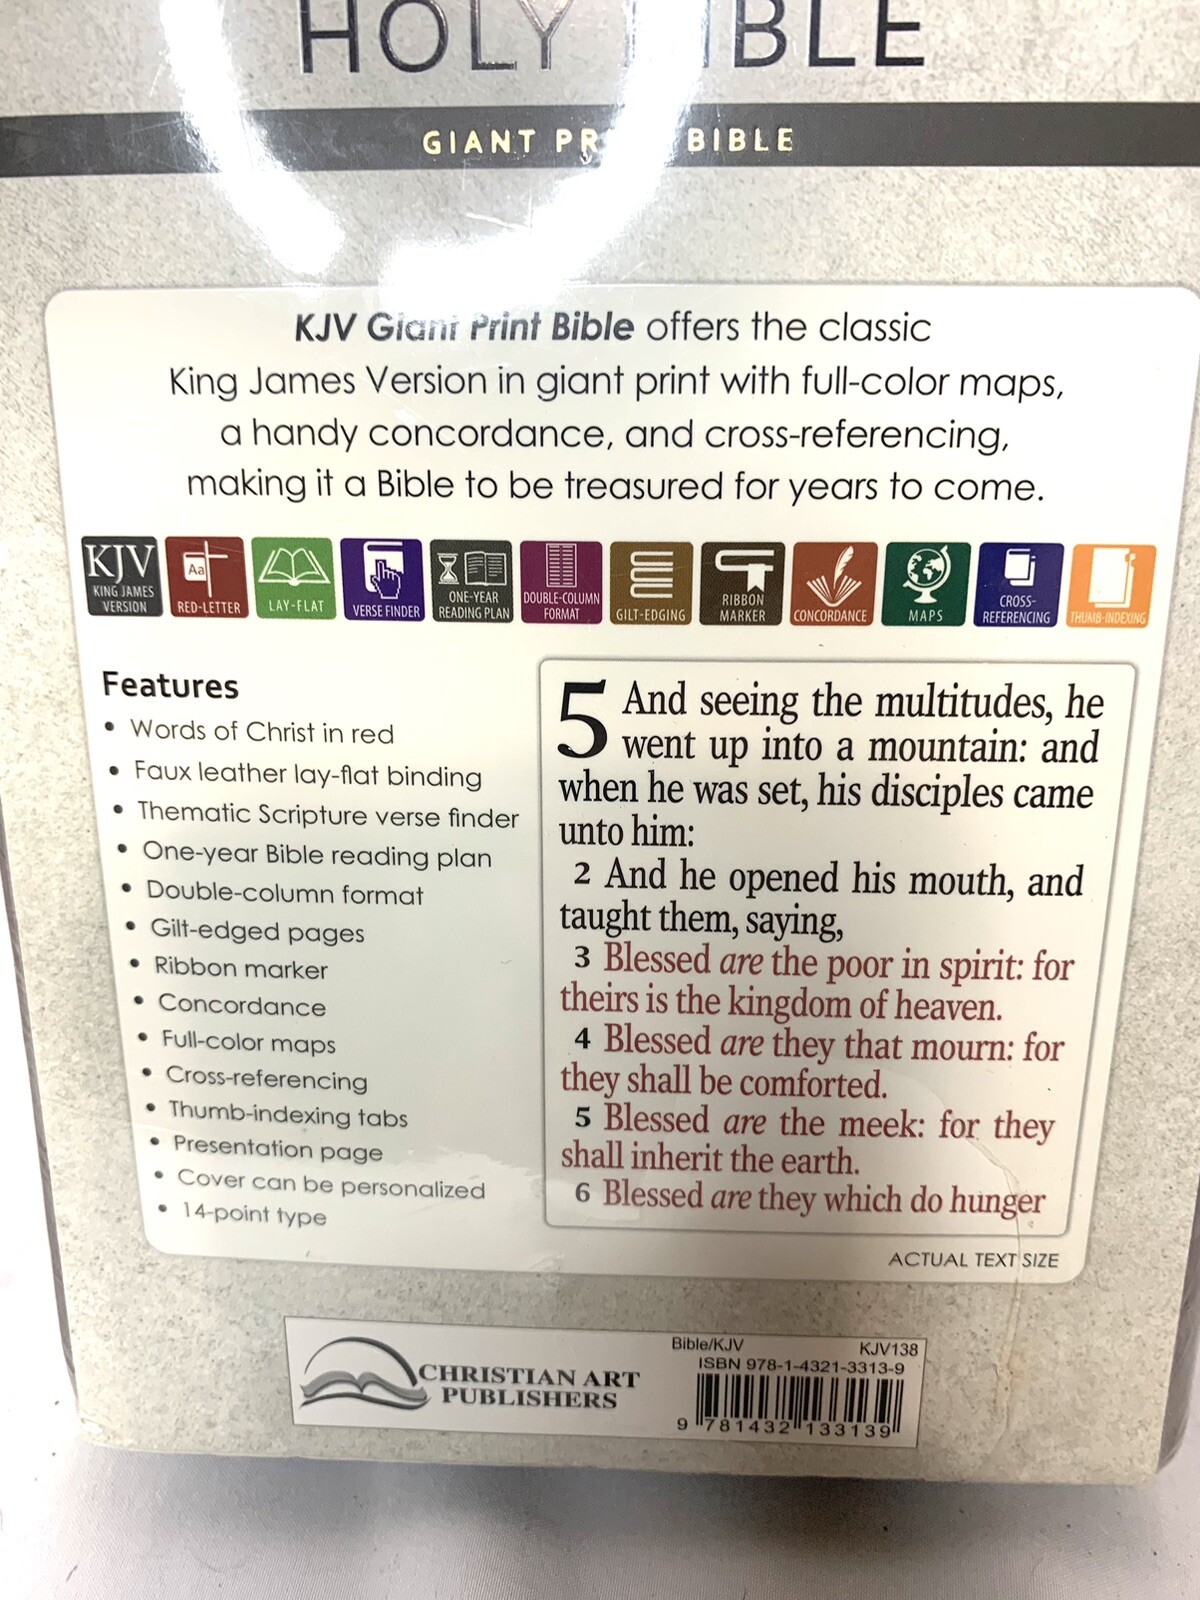 HOLY BIBLE
GIANT PRINT BIBLE
KJV Giant Print Bible offers the classic
King James Version in giant print with full-color maps,
a handy concordance, and cross-referencing,
making it a Bible to be treasured for years to come.
KJV
KING JAMES
VERSION
Aa
RED-LETTER
LAY-FLAT
VERSE FINDER
ONE-YEAR
READING PLAN
DOUBLE-COLUMN
FORMAT
GILT-EDGING
RIBBON
MARKER
CONCORDANCE
MAPS
CROSS-
REFERENCING
THUMB-INDEXING
Features
• Words of Christ in red
• Faux leather lay-flat binding
• Thematic Scripture verse finder
• One-year Bible reading plan
• Double-column format
• Gilt-edged pages
• Ribbon marker
• Concordance
• Full-color maps
• Cross-referencing
• Thumb-indexing tabs
• Presentation page
• Cover can be personalized
• 14-point type
5 And seeing the multitudes, he
went up into a mountain: and
when he was set, his disciples came
unto him:
2 And he opened his mouth, and
taught them, saying,
3 Blessed are the poor in spirit: for
theirs is the kingdom of heaven.
4 Blessed are they that mourn: for
they shall be comforted.
5 Blessed are the meek: for they
shall inherit the earth.
6 Blessed are they which do hunger
ACTUAL TEXT SIZE
CHRISTIAN ART
PUBLISHERS
Bible/KJV KJV138
ISBN 978-1-4321-3313-9
9 781432 133139